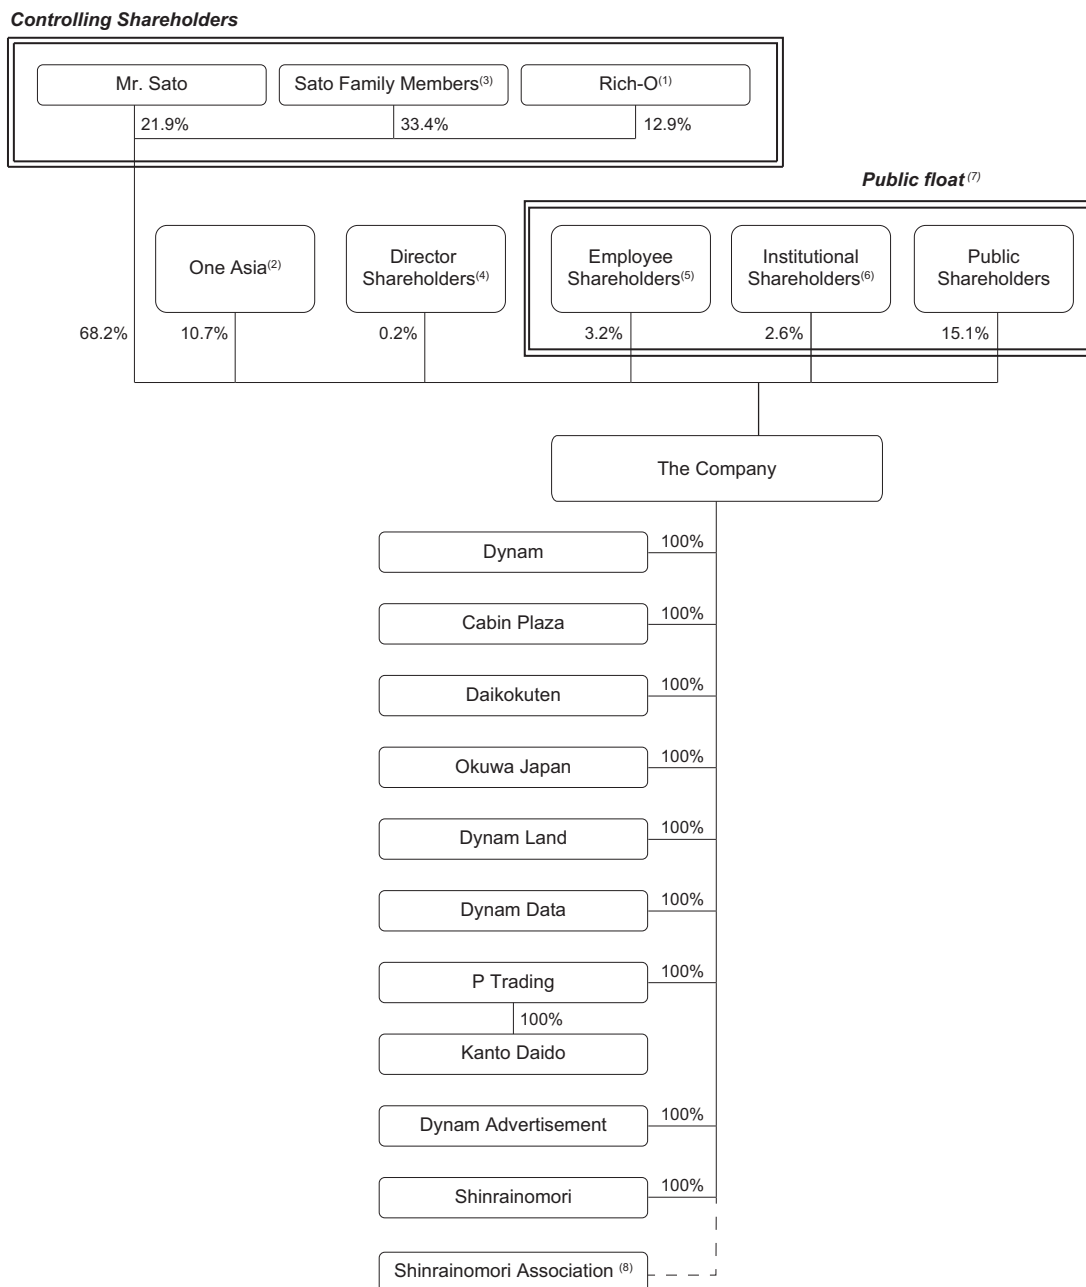 Controlling Shareholders
Mr. Sato
Sato Family Members(3)
Rich-O(1)
21.9%
33.4%
12.9%
Public float(7)
One Asia(2)
Director
Shareholders(4)
Employee
Shareholders(5)
Institutional
Shareholders(6)
Public
Shareholders
68.2%
10.7%
0.2%
3.2%
2.6%
15.1%
The Company
Dynam
100%
Cabin Plaza
100%
Daikokuten
100%
Okuwa Japan
100%
Dynam Land
100%
Dynam Data
100%
P Trading
100%
100%
Kanto Daido
Dynam Advertisement
100%
Shinrainomori
100%
Shinrainomori Association (8)